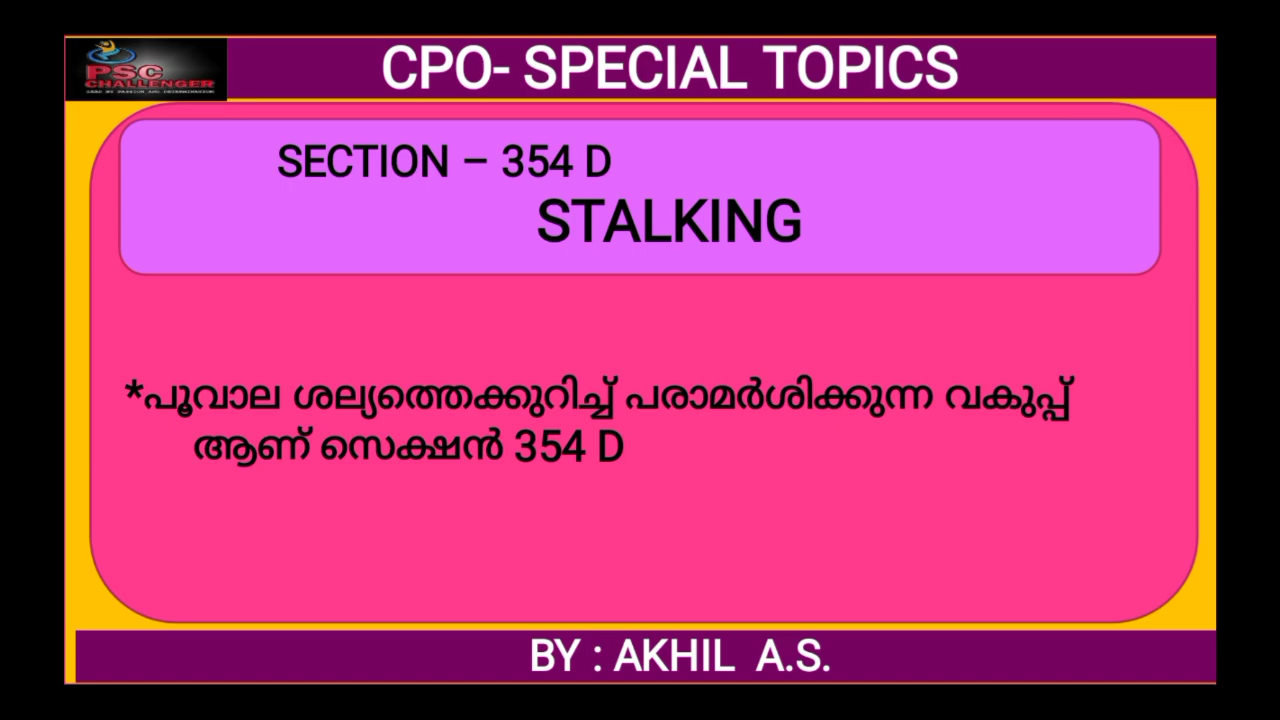 PSC
CHALLENGER
CPO- SPECIAL TOPICS
SECTION – 354 D
STALKING
*പൂവാല ശല്യത്തെക്കുറിച്ച് പരാമർശിക്കുന്ന വകുപ്പ്
ആണ് സെക്ഷൻ 354 D
BY : AKHIL A.S.